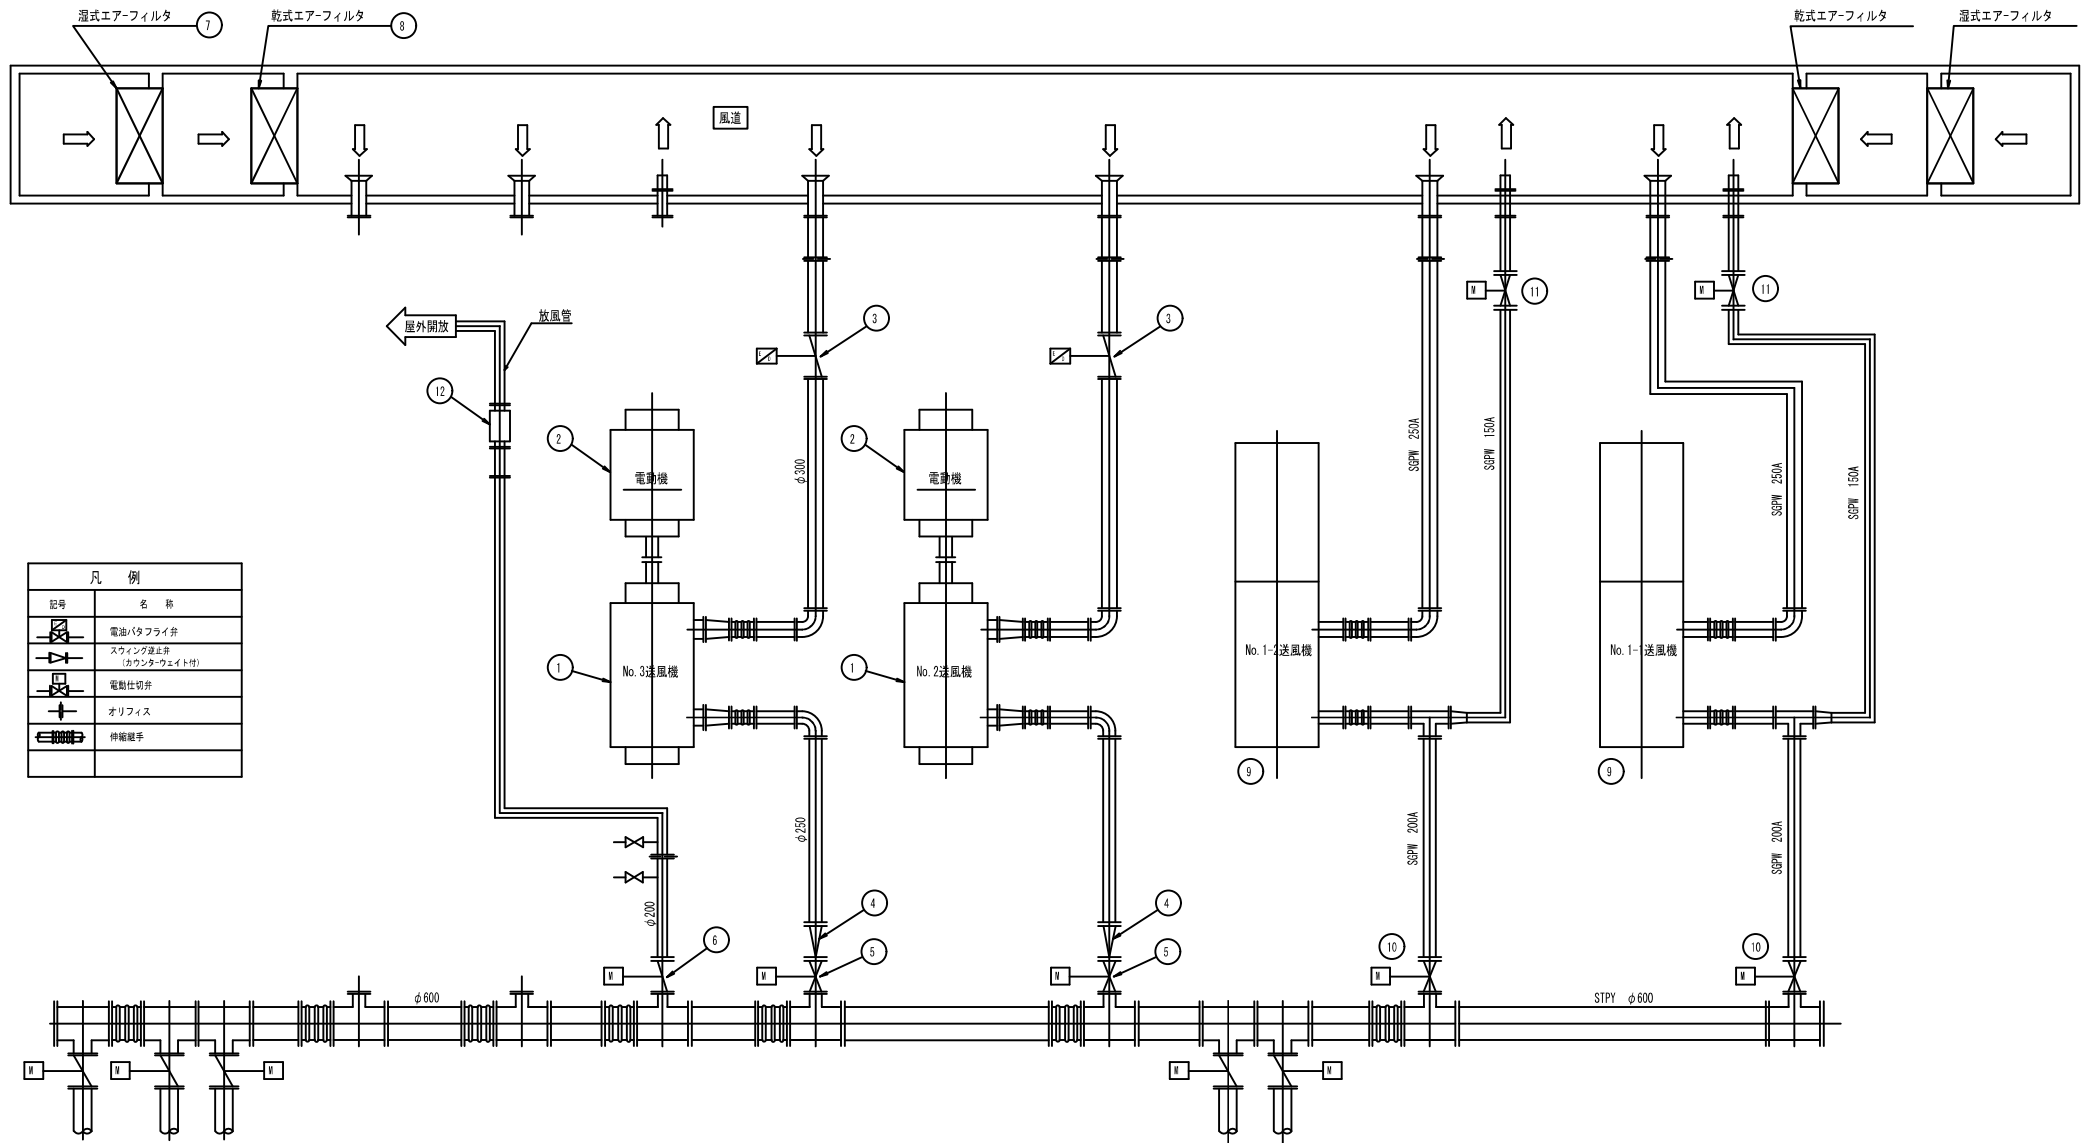 湿式エアーフィルタ
7
乾式エアーフィルタ
8
乾式エアーフィルタ
湿式エアーフィルタ
風道
屋外開放
放風管
3
3
M
11
M
11
12
2
電動機
φ300
2
電動機
SGPW 250A
SGPW 150A
SGPW 250A
SGPW 150A
凡 例
記号
名 称
電油バタフライ弁
スウィング逆止弁
(カウンターウェイト付)
M
電動仕切弁
オリフィス
伸縮継手
1
No.3送風機
1
No.2送風機
No.1-2送風機
No.1-1送風機
9
9
φ250
SGPW 200A
SGPW 200A
φ200
4
4
6
5
5
10
10
M
M
M
M
M
φ600
STPY φ600
M
M
M
M
M